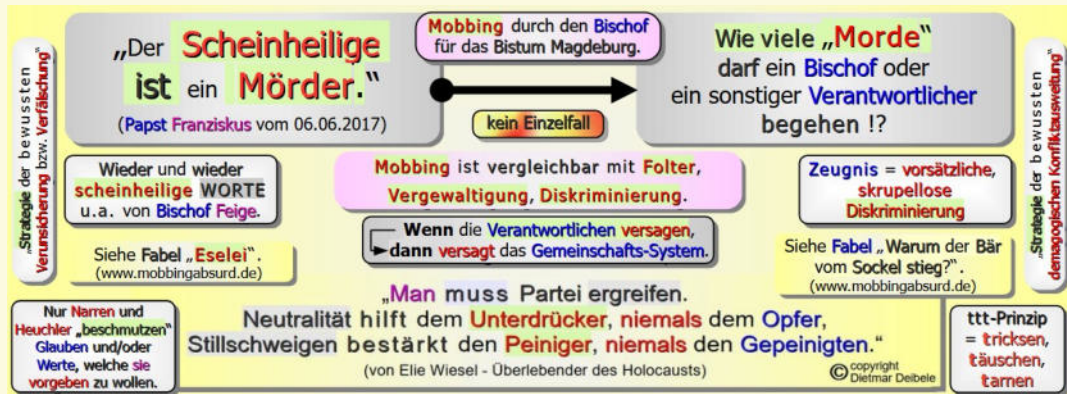 „Strategie der bewussten
Verunsicherung bzw. Verfälschung“
„Der Scheinheilige
ist ein Mörder.“
(Papst Franziskus vom 06.06.2017)
Mobbing durch den Bischof
für das Bistum Magdeburg.
kein Einzelfall
Wie viele „Morde“
darf ein Bischof oder
ein sonstiger Verantwortlicher
begehen !?
„Strategie der bewussten
demagogischen Konfliktausweitung“
Wieder und wieder
scheinheilige WORTE
u.a. von Bischof Feige.
Mobbing ist vergleichbar mit Folter,
Vergewaltigung, Diskriminierung.
Zeugnis = vorsätzliche,
skrupellose
Diskriminierung
Wenn die Verantwortlichen versagen,
dann versagt das Gemeinschafts-System.
Siehe Fabel „Eselei“.
(www.mobbingabsurd.de)
Siehe Fabel „Warum der Bär
vom Sockel stieg?“.
(www.mobbingabsurd.de)
Nur Narren und
Heuchler „beschmutzen“
Glauben und/oder
Werte, welche sie
vorgeben zu wollen.
„Man muss Partei ergreifen.
Neutralität hilft dem Unterdrücker, niemals dem Opfer,
Stillschweigen bestärkt den Peiniger, niemals den Gepeinigten.“
(von Elie Wiesel - Überlebender des Holocausts)
© copyright
Dietmar Deibele
ttt-Prinzip
= tricksen,
täuschen,
tarnen